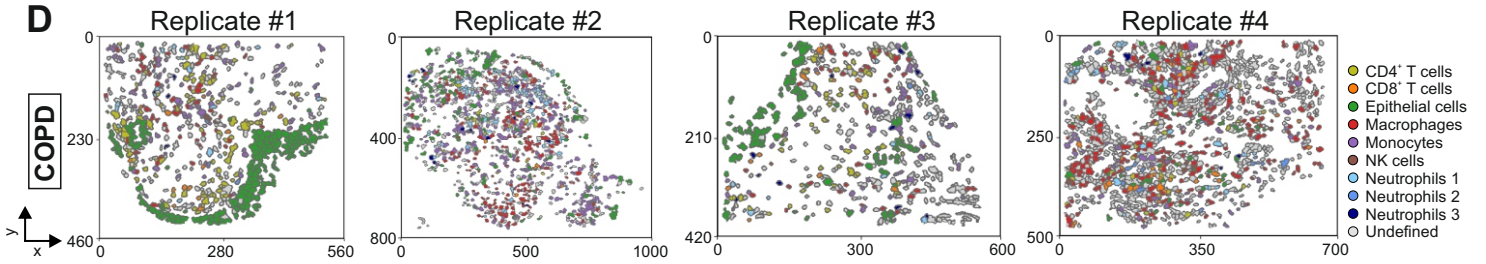 D
Replicate #1
Replicate #2
Replicate #3
Replicate #4
COPD
y
x
0
230
460
0
280
560
0
400
800
0
500
1000
0
210
420
0
300
600
0
250
500
0
350
700
CD4⁺ T cells
CD8⁺ T cells
Epithelial cells
Macrophages
Monocytes
NK cells
Neutrophils 1
Neutrophils 2
Neutrophils 3
Undefined